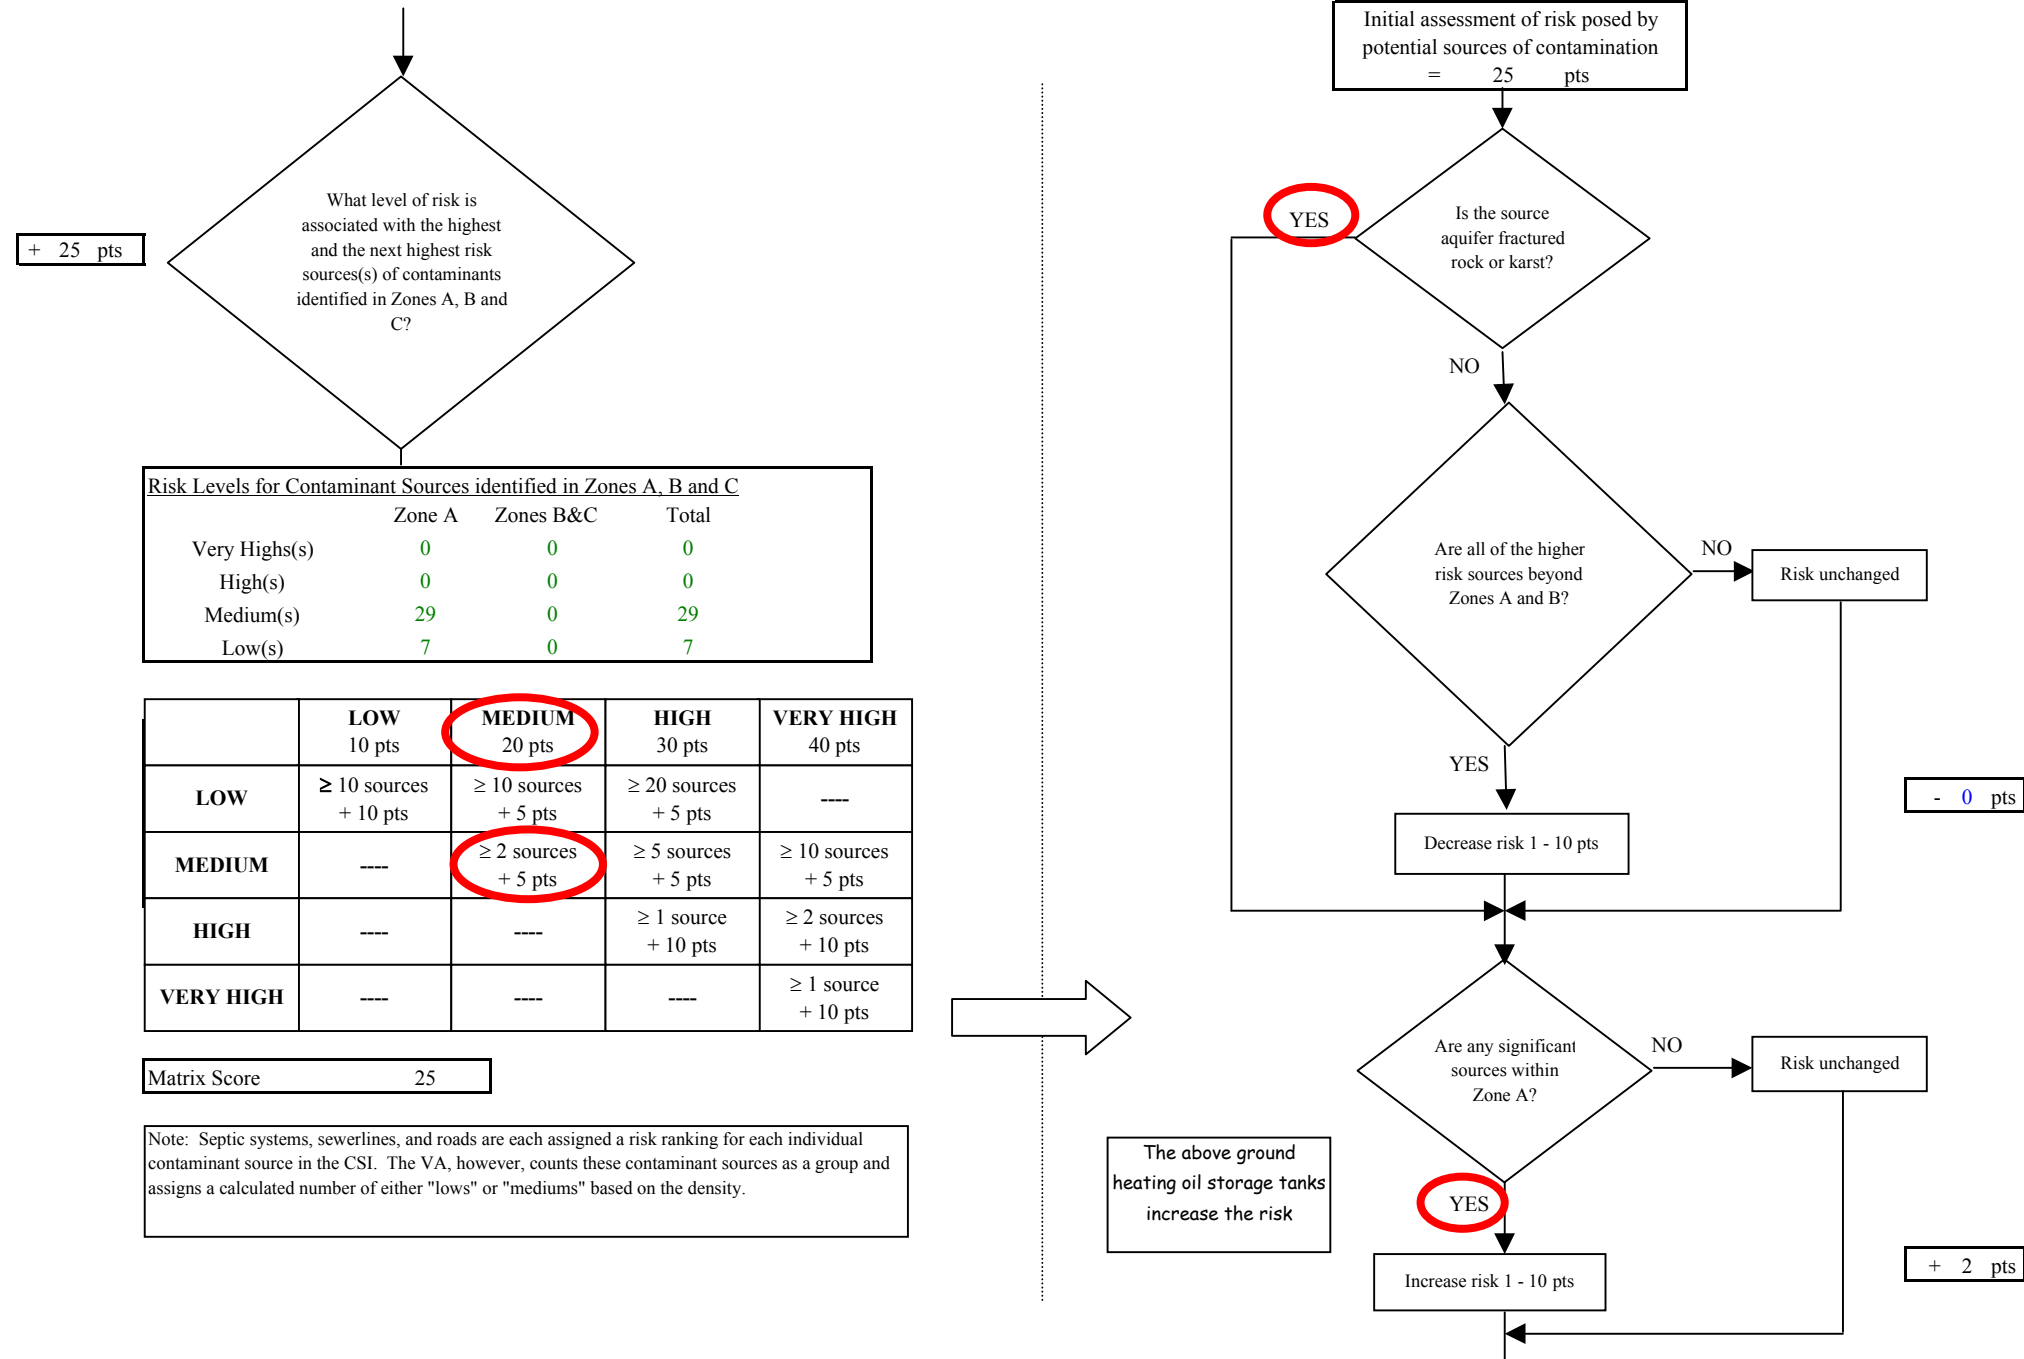 What level of risk is
associated with the highest
and the next highest risk
sources(s) of contaminants
identified in Zones A, B and
C?
+ 25 pts
Risk Levels for Contaminant Sources identified in Zones A, B and C
Zone A Zones B&C Total
Very Highs(s) 0 0 0
High(s) 0 0 0
Medium(s) 29 0 29
Low(s) 7 0 7
LOW MEDIUM HIGH VERY HIGH
10 pts 20 pts 30 pts 40 pts
LOW ≥ 10 sources ≥ 10 sources ≥ 20 sources ----
+ 10 pts + 5 pts + 5 pts
MEDIUM ---- ≥ 2 sources ≥ 5 sources ≥ 10 sources
+ 5 pts + 5 pts + 5 pts
HIGH ---- ---- ≥ 1 source ≥ 2 sources
+ 10 pts + 10 pts
VERY HIGH ---- ---- ---- ≥ 1 source
+ 10 pts
Matrix Score 25
Note: Septic systems, sewerlines, and roads are each assigned a risk ranking for each individual
contaminant source in the CSI. The VA, however, counts these contaminant sources as a group and
assigns a calculated number of either "lows" or "mediums" based on the density.
Initial assessment of risk posed by
potential sources of contamination
= 25 pts
YES
Is the source
aquifer fractured
rock or karst?
NO
Are all of the higher
risk sources beyond
Zones A and B?
NO
Risk unchanged
YES
- 0 pts
Decrease risk 1 - 10 pts
Are any significant
sources within
Zone A?
NO
Risk unchanged
The above ground
heating oil storage tanks
increase the risk
YES
Increase risk 1 - 10 pts
+ 2 pts